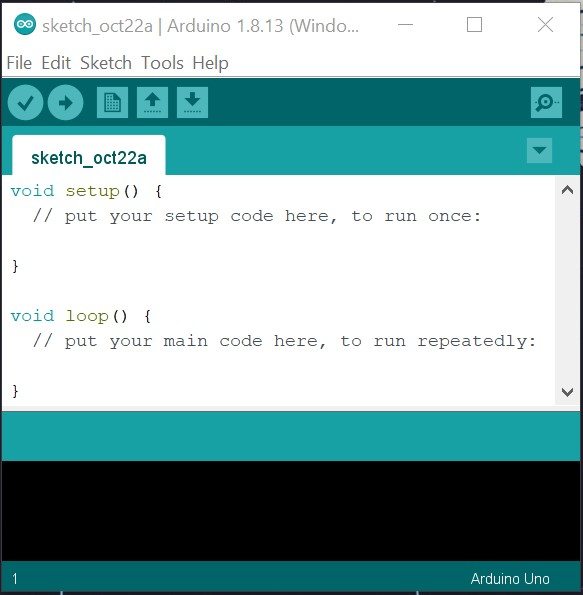 sketch_oct22a | Arduino 1.8.13 (Windo...
File Edit Sketch Tools Help
sketch_oct22a
void setup() {
  // put your setup code here, to run once:
}
void loop() {
  // put your main code here, to run repeatedly:
}
1 Arduino Uno